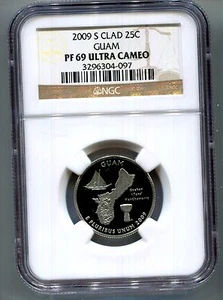 2009 S CLAD 25C
GUAM
PF 69 ULTRA CAMEO
3296304-097
NGC
GUAM
E PLURIBUS UNUM 2009